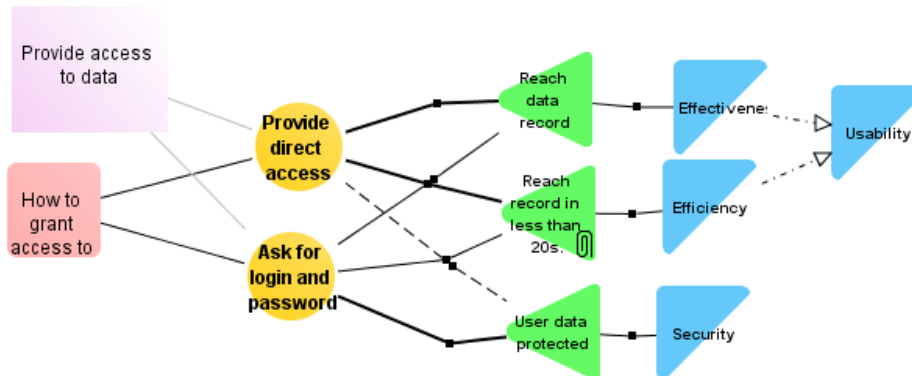 Provide access
to data
How to
grant
access to
Provide
direct
access
Ask for
login and
password
Reach
data
record
Reach
record in
less than
20s.
User data
protected
Effectivenes
Efficiency
Security
Usability